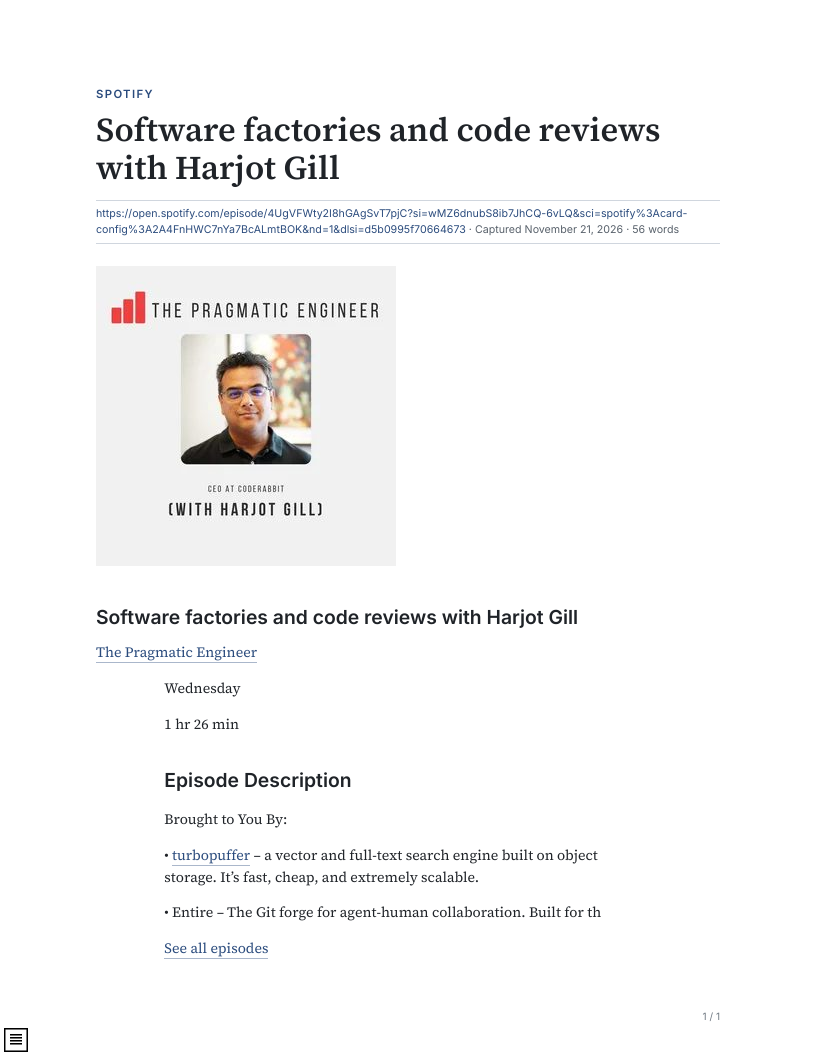 SPOTIFY
Software factories and code reviews
with Harjot Gill
https://open.spotify.com/episode/4UgVFWty2I8hGAgSvT7pjC?si=wMZ6dnubS8ib7JhCQ-6vLQ&sci=spotify%3Acard-
config%3A2A4FnHWC7nYa7BcALmtBOK&nd=1&dlsi=d5b0995f70664673 · Captured November 21, 2026 · 56 words
THE PRAGMATIC ENGINEER
CEO AT CODERABBIT
(WITH HARJOT GILL)
Software factories and code reviews with Harjot Gill
The Pragmatic Engineer
Wednesday
1 hr 26 min
Episode Description
Brought to You By:
• turbopuffer – a vector and full-text search engine built on object
storage. It’s fast, cheap, and extremely scalable.
• Entire – The Git forge for agent-human collaboration. Built for th
See all episodes
1 / 1